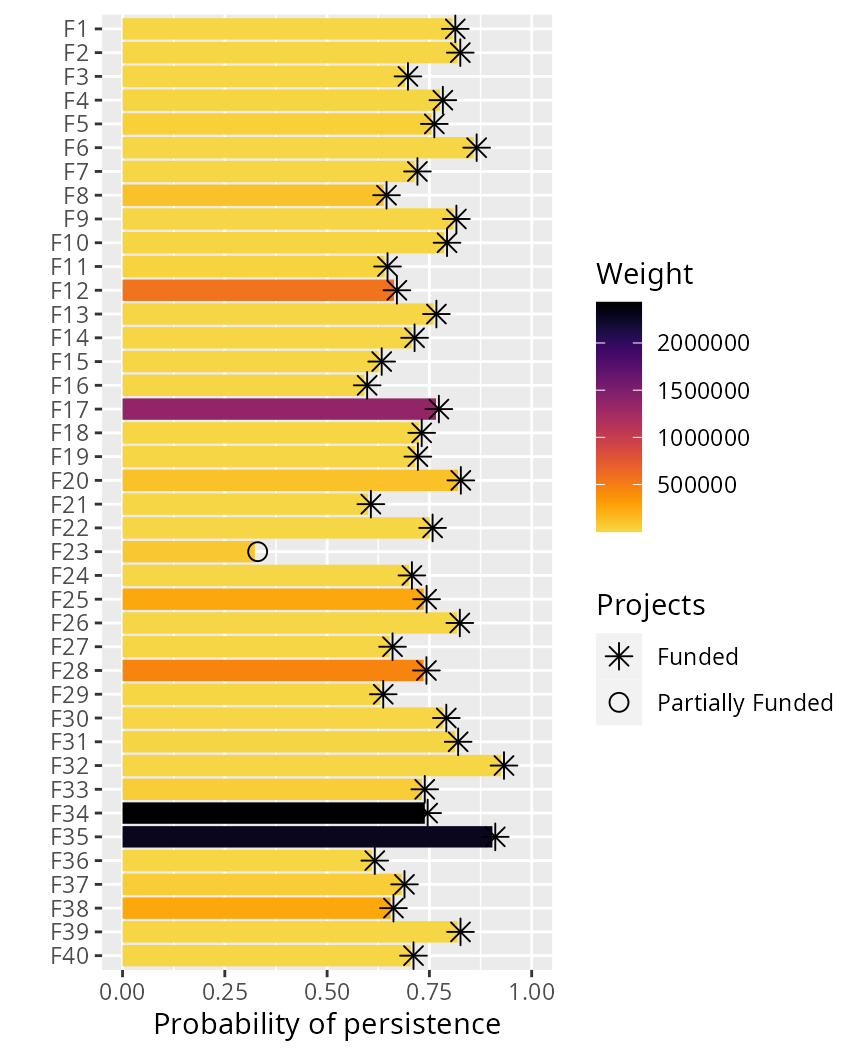 F1
F2
F3
F4
F5
F6
F7
F8
F9
F10
F11
F12
F13
F14
F15
F16
F17
F18
F19
F20
F21
F22
F23
F24
F25
F26
F27
F28
F29
F30
F31
F32
F33
F34
F35
F36
F37
F38
F39
F40
0.00 0.25 0.50 0.75 1.00
Probability of persistence
Weight
2000000
1500000
1000000
500000
Projects
Funded
Partially Funded